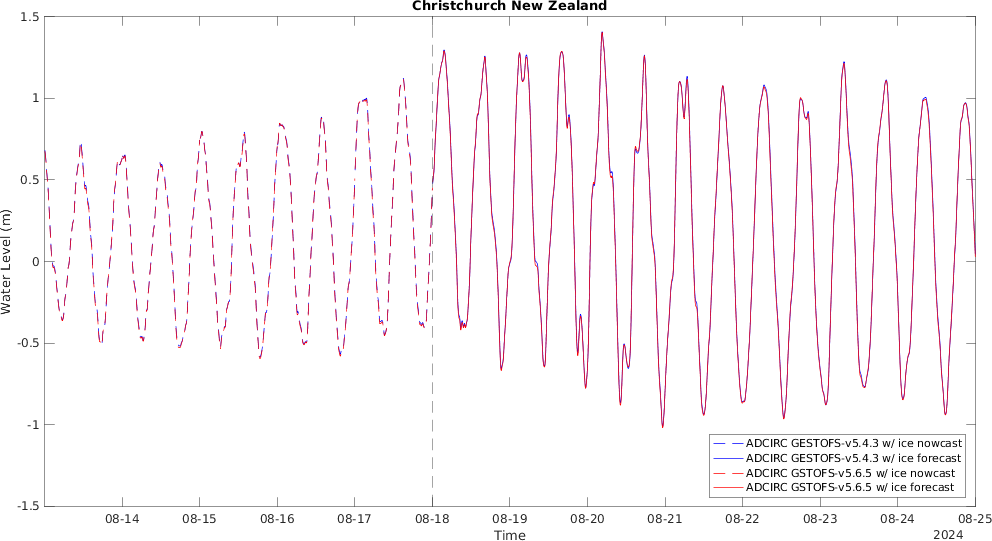 Christchurch New Zealand
1.5
1
0.5
0
-0.5
-1
-1.5
Water Level (m)
ADCIRC GESTOFS-v5.4.3 w/ ice nowcast
ADCIRC GESTOFS-v5.4.3 w/ ice forecast
ADCIRC GSTOFS-v5.6.5 w/ ice nowcast
ADCIRC GSTOFS-v5.6.5 w/ ice forecast
08-14 08-15 08-16 08-17 08-18 08-19 08-20 08-21 08-22 08-23 08-24 08-25
Time
2024